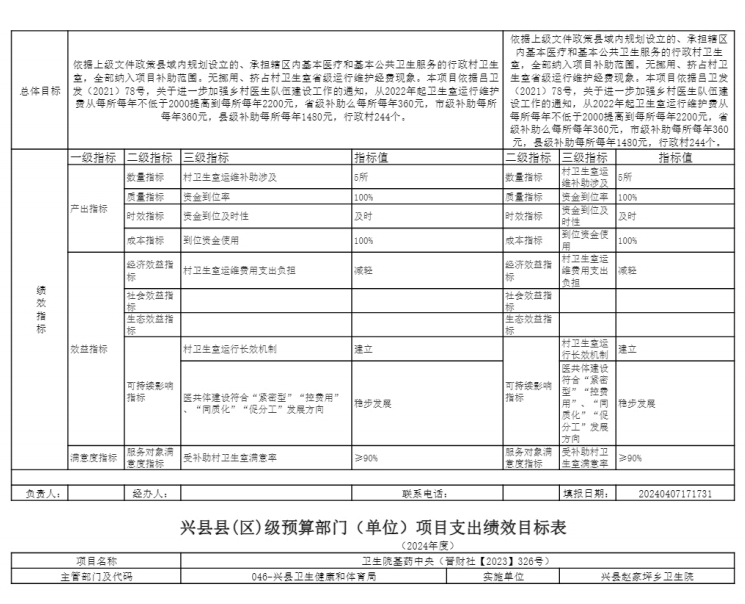 总体目标
依据上级文件政策县域内规划设立的、承担辖区内基本医疗和基本公共卫生服务的行政村卫生
室，全部纳入项目补助范围。无挪用、挤占卫生室省级运行维护经费现象。本项目依据吕卫
发（2021）78号，关于进一步加强乡村医生队伍建设工作的通知，从2022年起卫生室运行维护
费从每所每年不低于2000提高到每所每年2200元，省级补助么每所每年360元，市级补助每所
每年360元，县级补助每所每年1480元，行政村244个。
依据上级文件政策县域内规划设立的、承担辖区
内基本医疗和基本公共卫生服务的行政村卫生
室，全部纳入项目补助范围。无挪用、挤占卫生
室省级运行维护经费现象。本项目依据吕卫发
（2021）78号，关于进一步加强乡村医生队伍建
设工作的通知，从2022年起卫生室运行维护费从
每所每年不低于2000提高到每所每年2200元，省
级补助么每所每年360元，市级补助每所每年360
元，县级补助每所每年1480元，行政村244个。
绩效指标
一级指标 二级指标 三级指标 指标值 二级指标 三级指标 指标值
产出指标
数量指标 村卫生室运维补助涉及 5所 数量指标 村卫生室运
维补助涉及 5所
质量指标 资金到位率 100% 质量指标 资金到位率 100%
时效指标 资金到位及时性 及时 时效指标 资金到位及
时性 及时
成本指标 到位资金使用 100% 成本指标 到位资金使
用 100%
效益指标
经济效益指
标 村卫生室运维费用支出负担 减轻 经济效益指
标 村卫生室运
维费用支出
负担 减轻
社会效益指
标 社会效益指
标
生态效益指
标 生态效益指
标
可持续影响
指标 村卫生室运行长效机制 建立 可持续影响
指标 村卫生室运
行长效机制 建立
医共体建设符合“紧密型”“控费用”
、“同质化”“促分工”发展方向 稳步发展 医共体建设
符合“紧密
型”“控费
用”、“同
质化”“促
分工”发展
方向 稳步发展
满意度指标 服务对象满
意度指标 受补助村卫生室满意率 ≥90% 服务对象满
意度指标 受补助村卫
生室满意率 ≥90%
负责人： 经办人： 联系电话： 填报日期： 20240407171731
兴县县(区)级预算部门（单位）项目支出绩效目标表
（2024年度）
项目名称 卫生院基药中央（晋财社【2023】326号）
主管部门及代码 046-兴县卫生健康和体育局 实施单位 兴县赵家坪乡卫生院